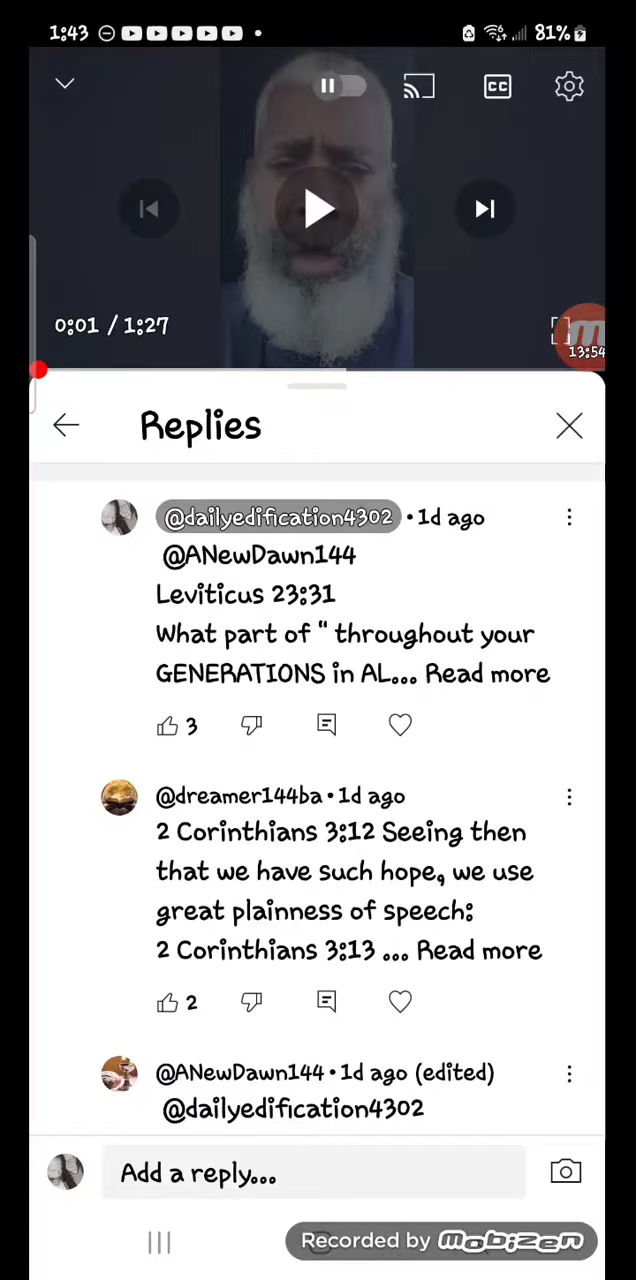 1:43
81%
CC
0:01 / 1:27
13:54
Replies
@dailyedification4302 • 1d ago
@ANewDawn144
Leviticus 23:31
What part of " throughout your
GENERATIONS in AL... Read more
3
@dreamer144ba • 1d ago
2 Corinthians 3:12 Seeing then
that we have such hope, we use
great plainness of speech:
2 Corinthians 3:13 ... Read more
2
@ANewDawn144 • 1d ago (edited)
@dailyedification4302
Add a reply...
Recorded by mobizen